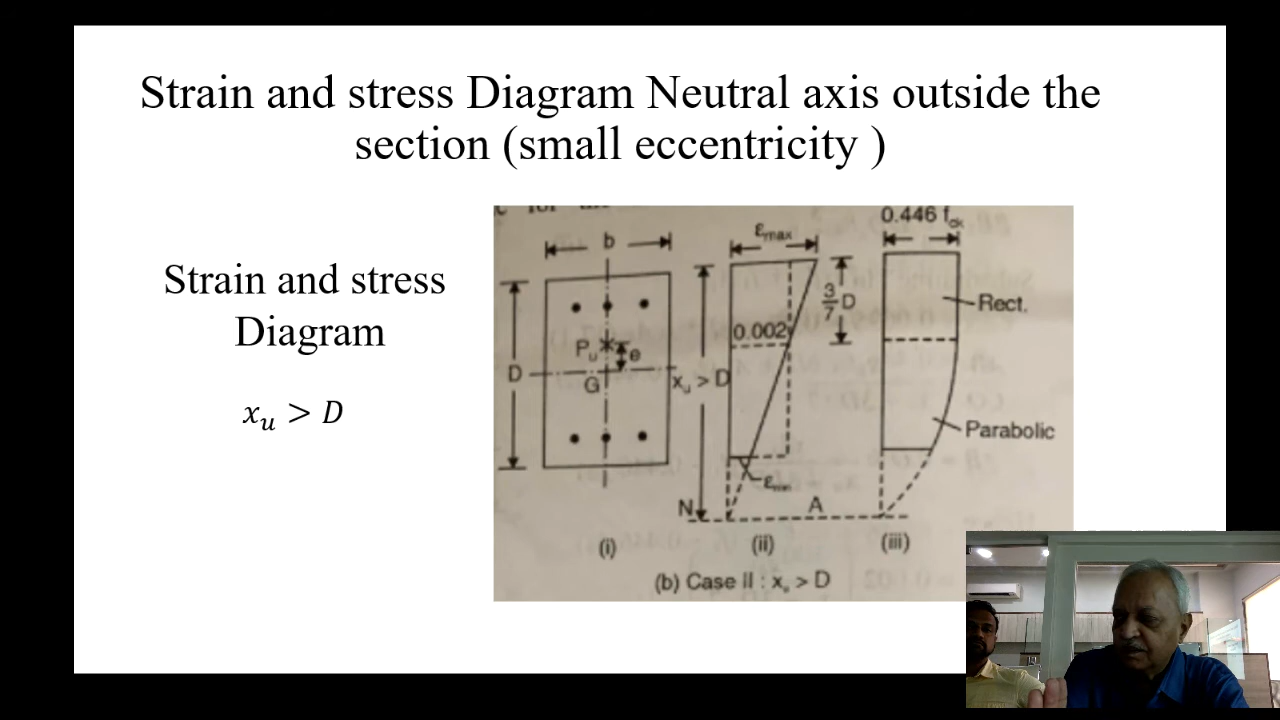 Strain and stress Diagram Neutral axis outside the
section (small eccentricity )
Strain and stress
Diagram
x_u > D
b
D
P_u
e
G
(i)
ε_max
0.002
3/7 D
x_u > D
ε_min
N
A
(ii)
0.446 f_ck
Rect.
Parabolic
(iii)
(b) Case II : x_u > D